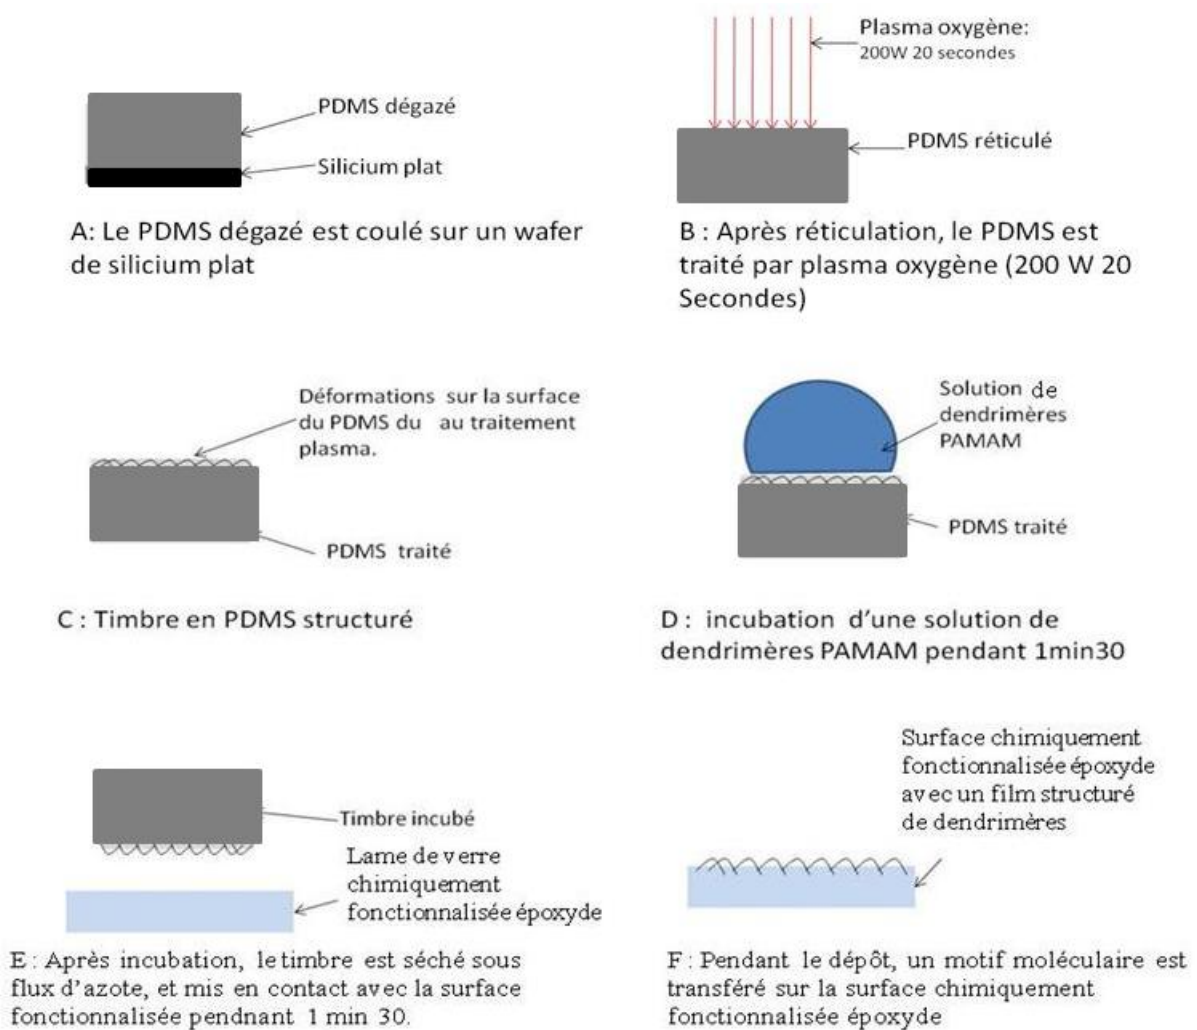 PDMS dégazé
Silicium plat
A: Le PDMS dégazé est coulé sur un wafer
de silicium plat
Plasma oxygène:
200W 20 secondes
PDMS réticulé
B : Après réticulation, le PDMS est
traité par plasma oxygène (200 W 20
Secondes)
Déformations sur la surface
du PDMS du au traitement
plasma.
PDMS traité
C : Timbre en PDMS structuré
Solution de
dendrimères
PAMAM
PDMS traité
D : incubation d’une solution de
dendrimères PAMAM pendant 1min30
Timbre incubé
Lame de verre
chimiquement
fonctionnalisée époxyde
E : Après incubation, le timbre est séché sous
flux d’azote, et mis en contact avec la surface
fonctionnalisée pendnant 1 min 30.
Surface chimiquement
fonctionnalisée époxyde
avec un film structuré
de dendrimères
F : Pendant le dépôt, un motif moléculaire est
transféré sur la surface chimiquement
fonctionnalisée époxyde